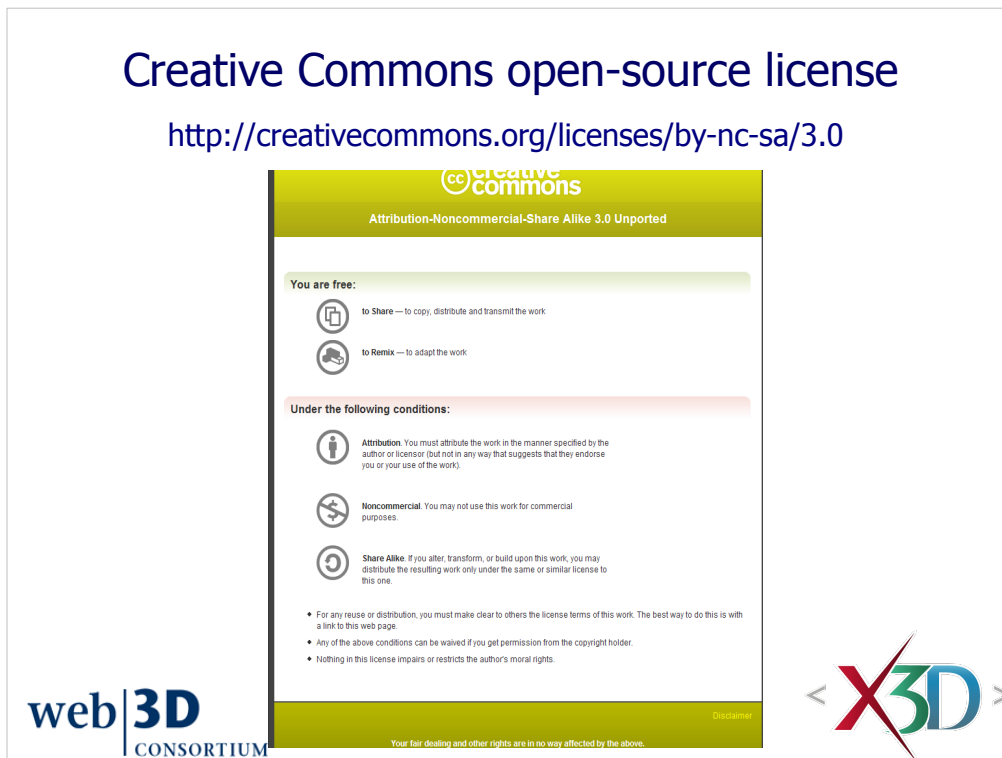 Creative Commons open-source license
http://creativecommons.org/licenses/by-nc-sa/3.0
cc creative
commons
Attribution-Noncommercial-Share Alike 3.0 Unported
You are free:
to Share — to copy, distribute and transmit the work
to Remix — to adapt the work
Under the following conditions:
Attribution. You must attribute the work in the manner specified by the
author or licensor (but not in any way that suggests that they endorse
you or your use of the work).
Noncommercial. You may not use this work for commercial
purposes.
Share Alike. If you alter, transform, or build upon this work, you may
distribute the resulting work only under the same or similar license to
this one.
For any reuse or distribution, you must make clear to others the license terms of this work. The best way to do this is with
a link to this web page.
Any of the above conditions can be waived if you get permission from the copyright holder.
Nothing in this license impairs or restricts the author's moral rights.
Disclaimer
Your fair dealing and other rights are in no way affected by the above.
web|3D
CONSORTIUM
<X3D>